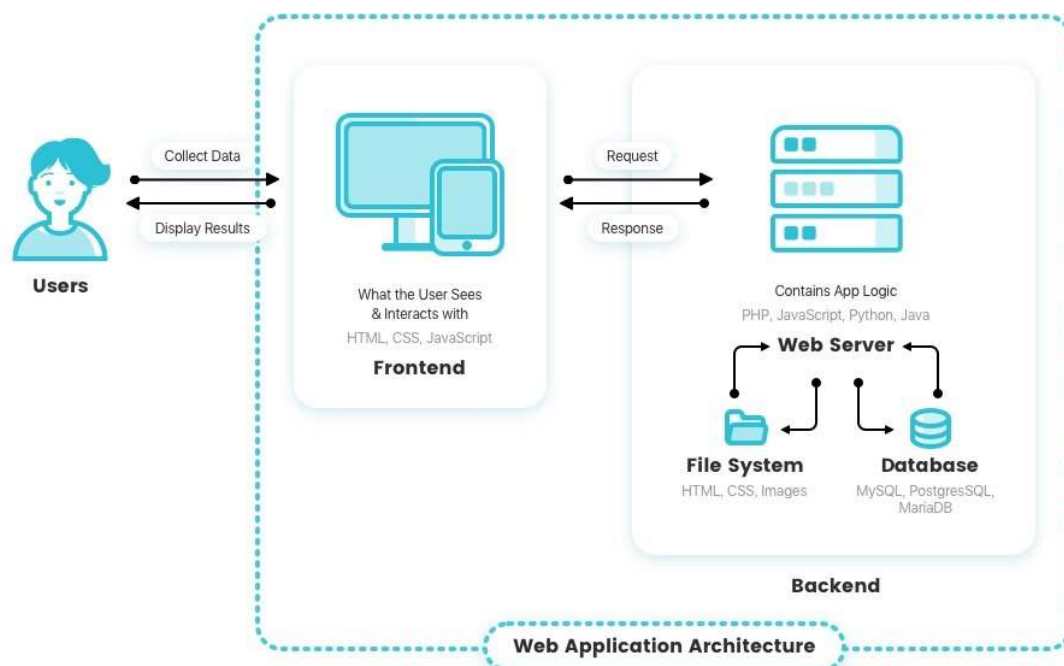 Collect Data
Display Results
Users
What the User Sees
& Interacts with
HTML, CSS, JavaScript
Frontend
Request
Response
Contains App Logic
PHP, JavaScript, Python, Java
Web Server
File System
HTML, CSS, Images
Database
MySQL, PostgresSQL,
MariaDB
Backend
Web Application Architecture